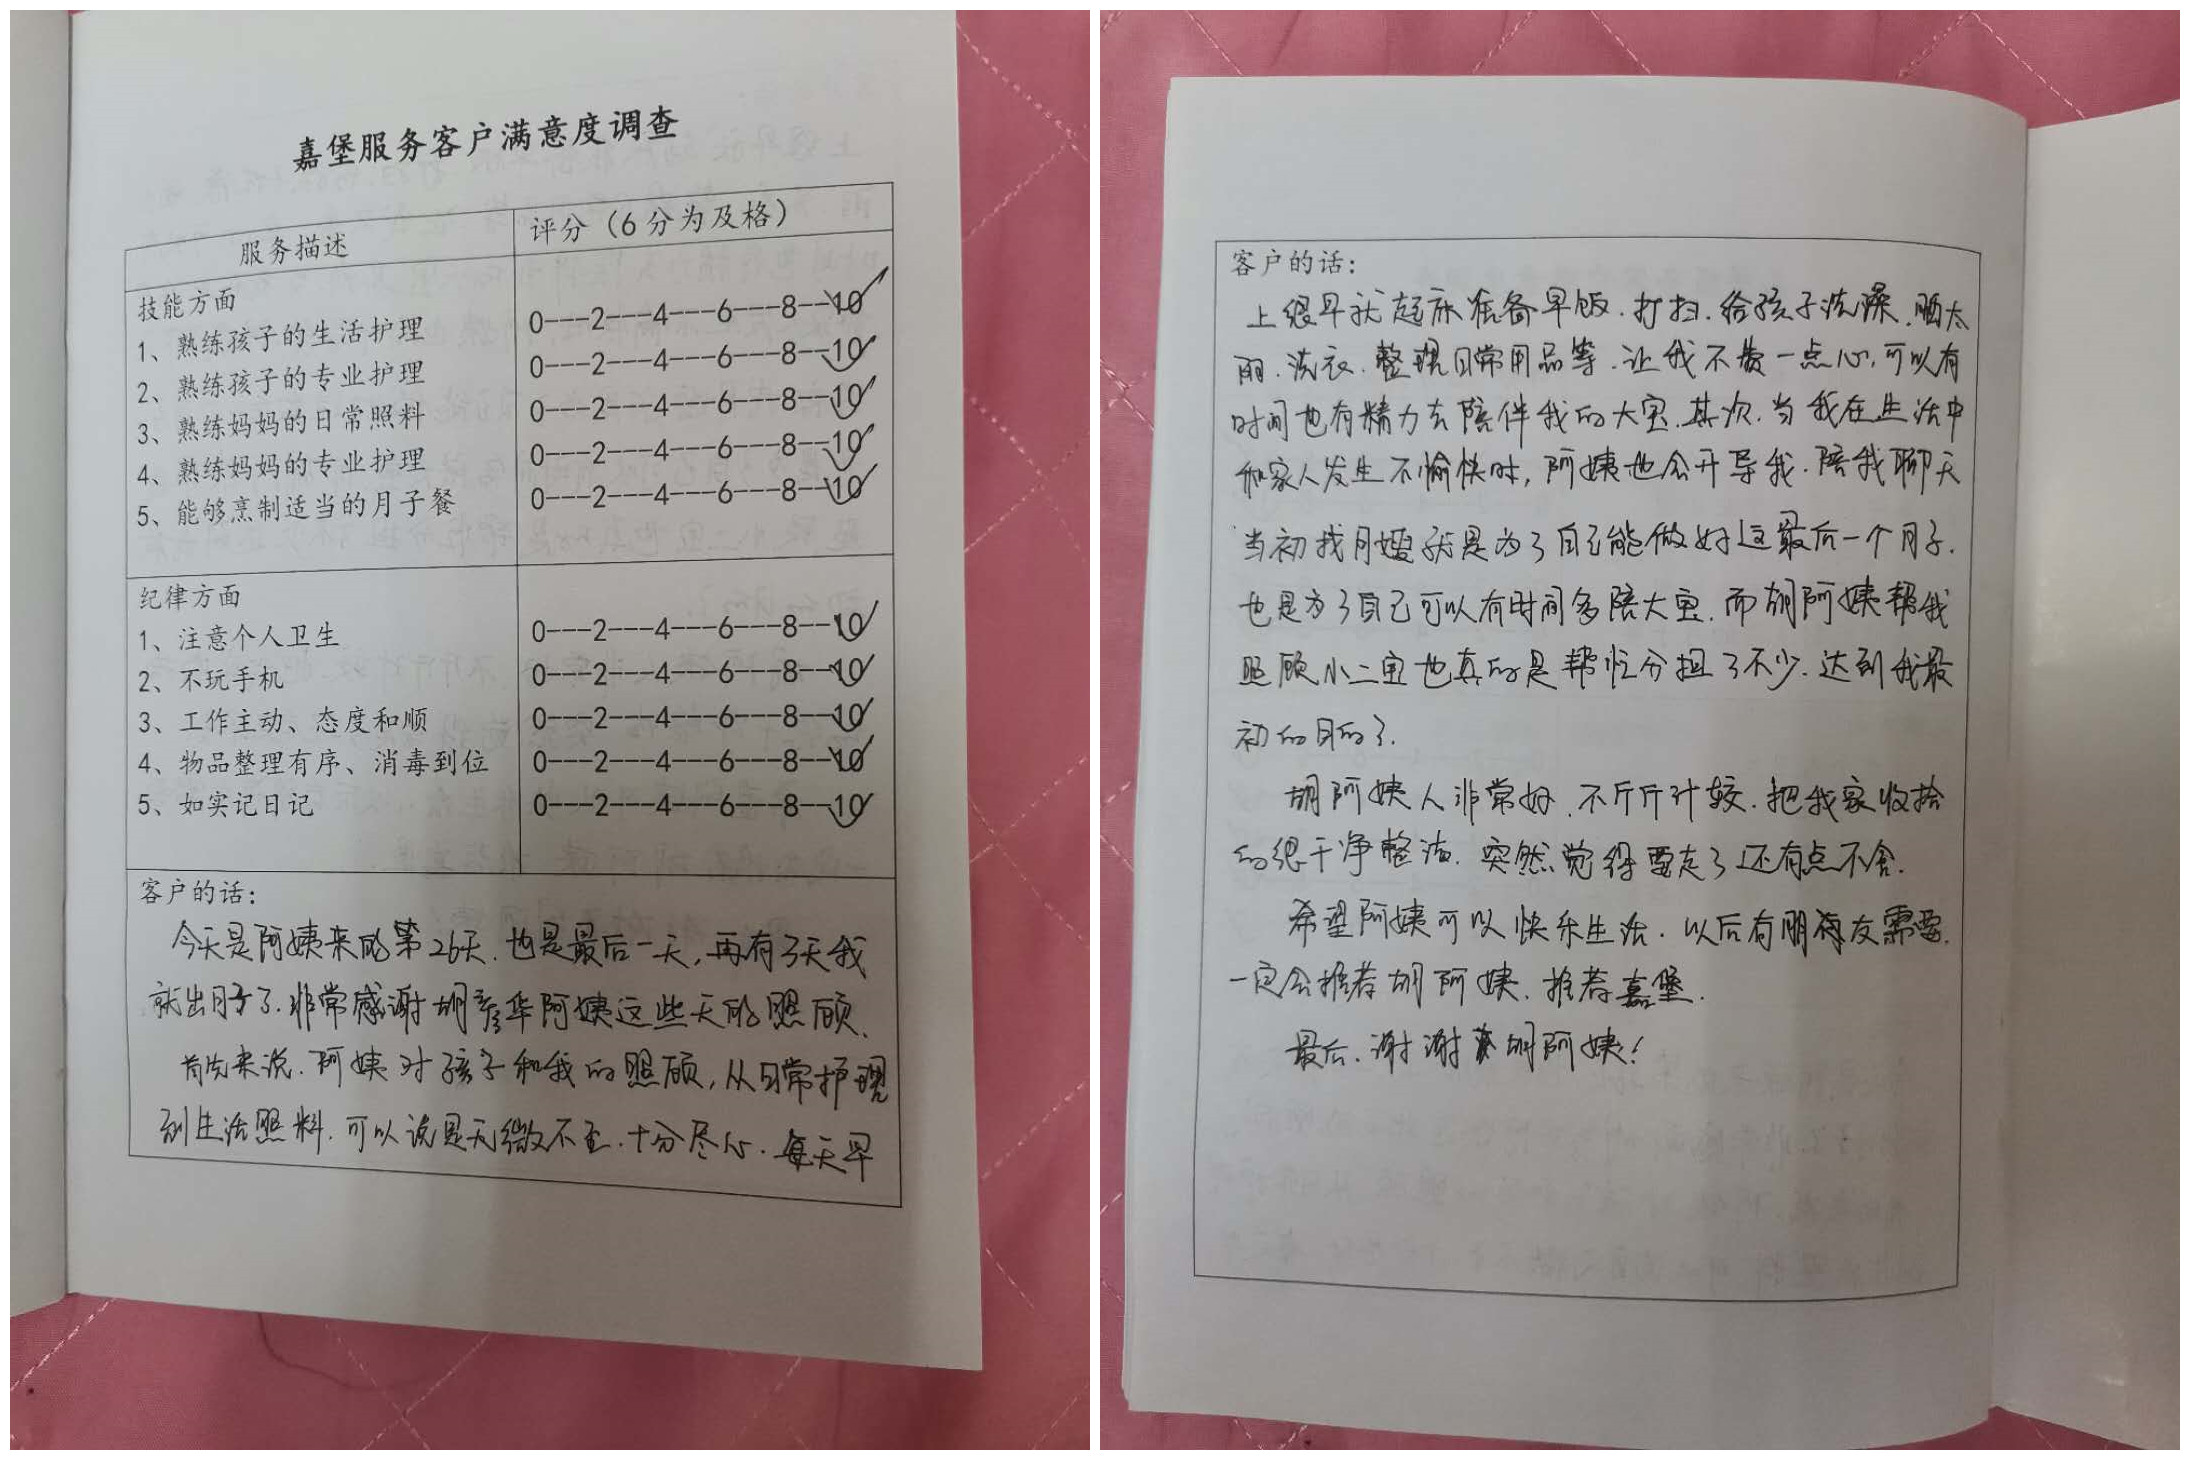 嘉堡服务客户满意度调查
服务描述
评分（6分为及格）
技能方面
1、熟练孩子的生活护理
0---2---4---6---8--10
2、熟练孩子的专业护理
0---2---4---6---8--10
3、熟练妈妈的日常照料
0---2---4---6---8--10
4、熟练妈妈的专业护理
0---2---4---6---8--10
5、能够烹制适当的月子餐
0---2---4---6---8--10
纪律方面
1、注意个人卫生
0---2---4---6---8--10
2、不玩手机
0---2---4---6---8--10
3、工作主动、态度和顺
0---2---4---6---8--10
4、物品整理有序、消毒到位
0---2---4---6---8--10
5、如实记日记
0---2---4---6---8--10
客户的话：
今天是阿姨来的第26天.也是最后一天,再有3天我
就出月子了.非常感谢胡华阿姨这些天的照顾.
首先来说.阿姨对孩子和我的照顾,从日常护理
到生活照料.可以说是无微不至.十分尽心.每天早
客户的话：
上很早就起床准备早饭.打扫.给孩子洗澡.晒太
阳.洗衣.整理日常用品等.让我不费一点心,可以有
时间也有精力去陪伴我的大宝.其次.当我在生活中
和家人发生不愉快时,阿姨也会开导我.陪我聊天
当初找月嫂就是为了自己能做好这最后一个月子.
也是为了自己可以有时间多陪大宝.而胡阿姨帮我
照顾小二宝也真的是帮忙分担了不少.达到我最
初的目的了.
胡阿姨人非常好.不斤斤计较.把我家收拾
的很干净整洁.突然觉得要走了还有点不舍.
希望阿姨可以快乐生活.以后有朋友需要.
一定会推荐胡阿姨.推荐嘉堡.
最后.谢谢胡阿姨!